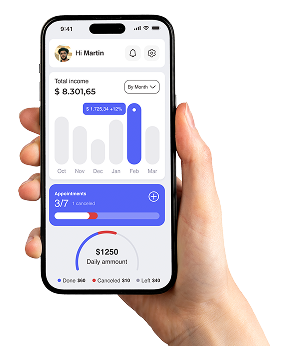 9:41
Hi Martin
Total income
$ 8.301,65
By Month
$ 1.725,34 +12%
Oct Nov Dec Jan Feb Mar
Appointments
3/7 1 canceled
$1250
Daily ammount
Done $60 Canceled $10 Left $40